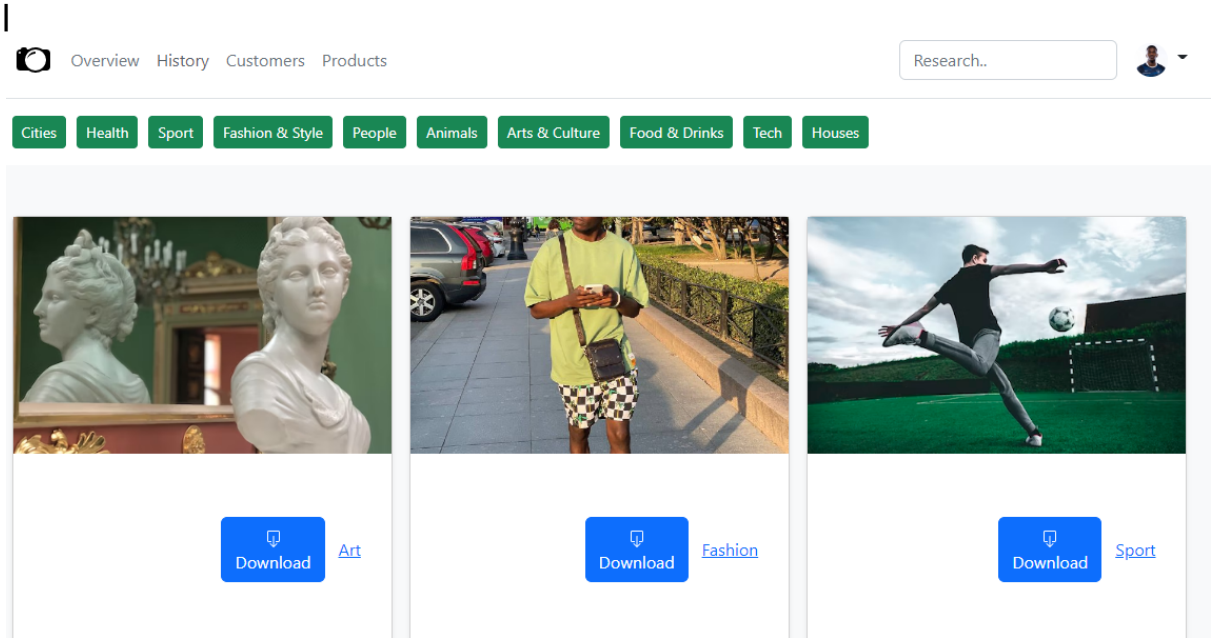 Overview History Customers Products Research..
Cities Health Sport Fashion & Style People Animals Arts & Culture Food & Drinks Tech Houses
Download Art Download Fashion Download Sport